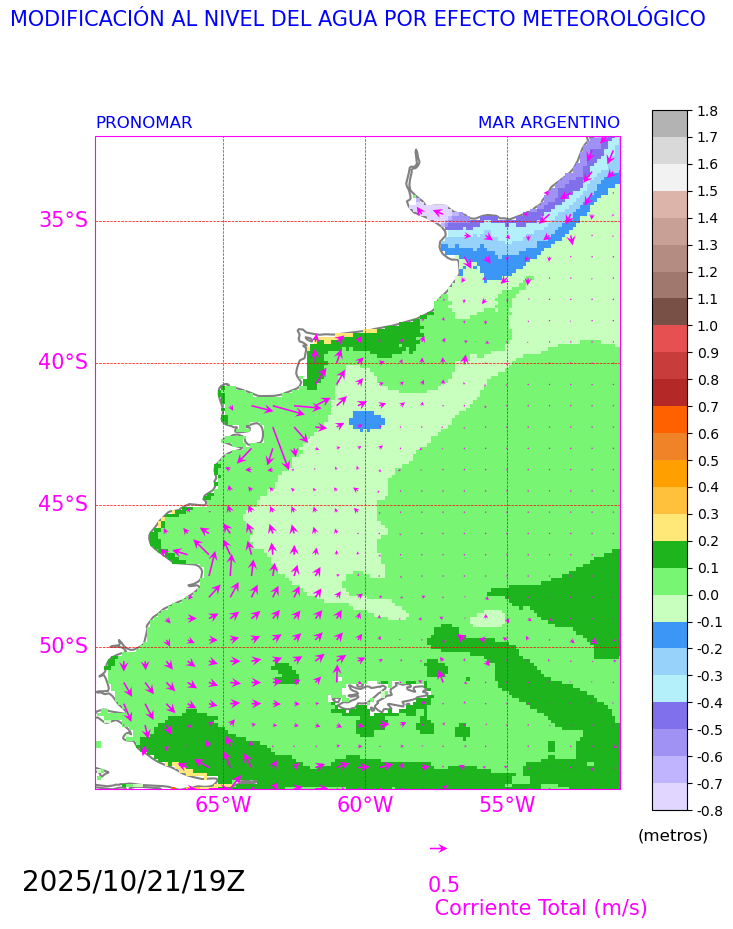 MODIFICACIÓN AL NIVEL DEL AGUA POR EFECTO METEOROLÓGICO
PRONOMAR
MAR ARGENTINO
35°S
40°S
45°S
50°S
65°W
60°W
55°W
1.8
1.7
1.6
1.5
1.4
1.3
1.2
1.1
1.0
0.9
0.8
0.7
0.6
0.5
0.4
0.3
0.2
0.1
0.0
-0.1
-0.2
-0.3
-0.4
-0.5
-0.6
-0.7
-0.8
(metros)
2025/10/21/19Z
0.5
Corriente Total (m/s)